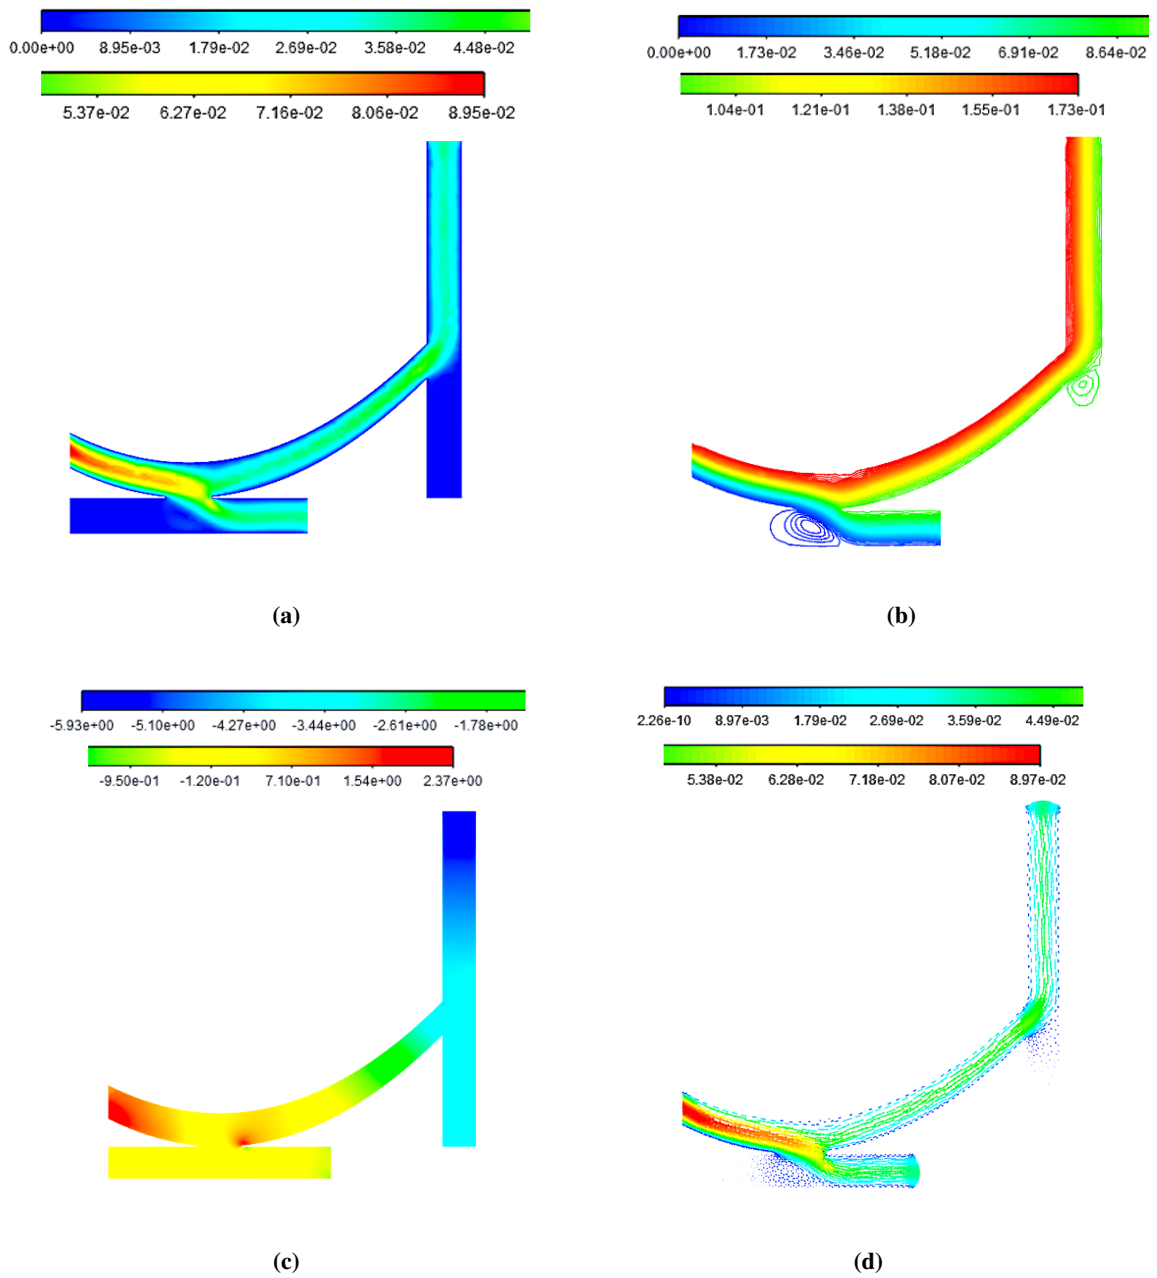 0.00e+00 8.95e-03 1.79e-02 2.69e-02 3.58e-02 4.48e-02
5.37e-02 6.27e-02 7.16e-02 8.06e-02 8.95e-02
0.00e+00 1.73e-02 3.46e-02 5.18e-02 6.91e-02 8.64e-02
1.04e-01 1.21e-01 1.38e-01 1.55e-01 1.73e-01
(a)
(b)
-5.93e+00 -5.10e+00 -4.27e+00 -3.44e+00 -2.61e+00 -1.78e+00
-9.50e-01 -1.20e-01 7.10e-01 1.54e+00 2.37e+00
2.26e-10 8.97e-03 1.79e-02 2.69e-02 3.59e-02 4.49e-02
5.38e-02 6.28e-02 7.18e-02 8.07e-02 8.97e-02
(c)
(d)